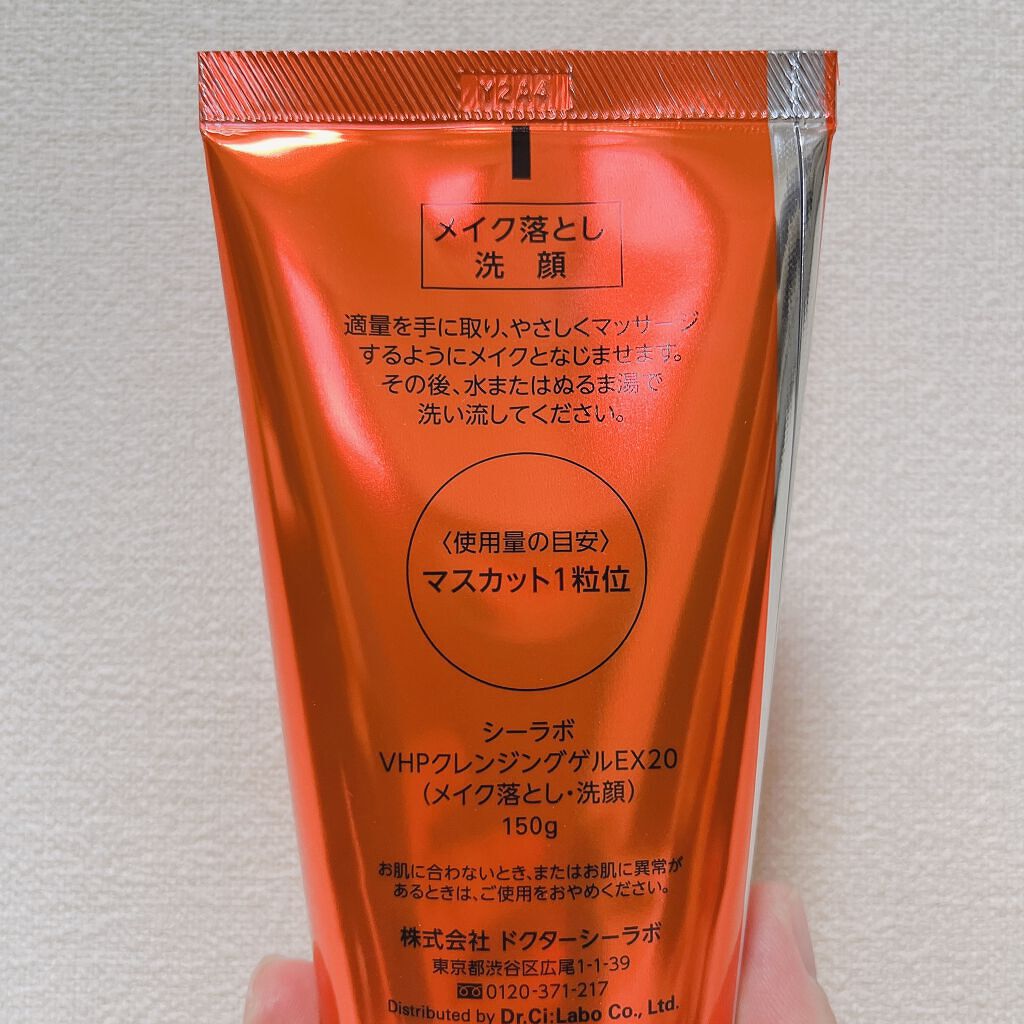 Y2A4
メイク落とし
洗 顔
適量を手に取り、やさしくマッサージ
するようにメイクとなじませます。
その後、水またはぬるま湯で
洗い流してください。
〈使用量の目安〉
マスカット1粒位
シーラボ
VHPクレンジングゲルEX20
(メイク落とし・洗顔)
150g
お肌に合わないとき、またはお肌に異常が
あるときは、ご使用をおやめください。
株式会社 ドクターシーラボ
東京都渋谷区広尾1-1-39
0120-371-217
Distributed by Dr.Ci:Labo Co., Ltd.